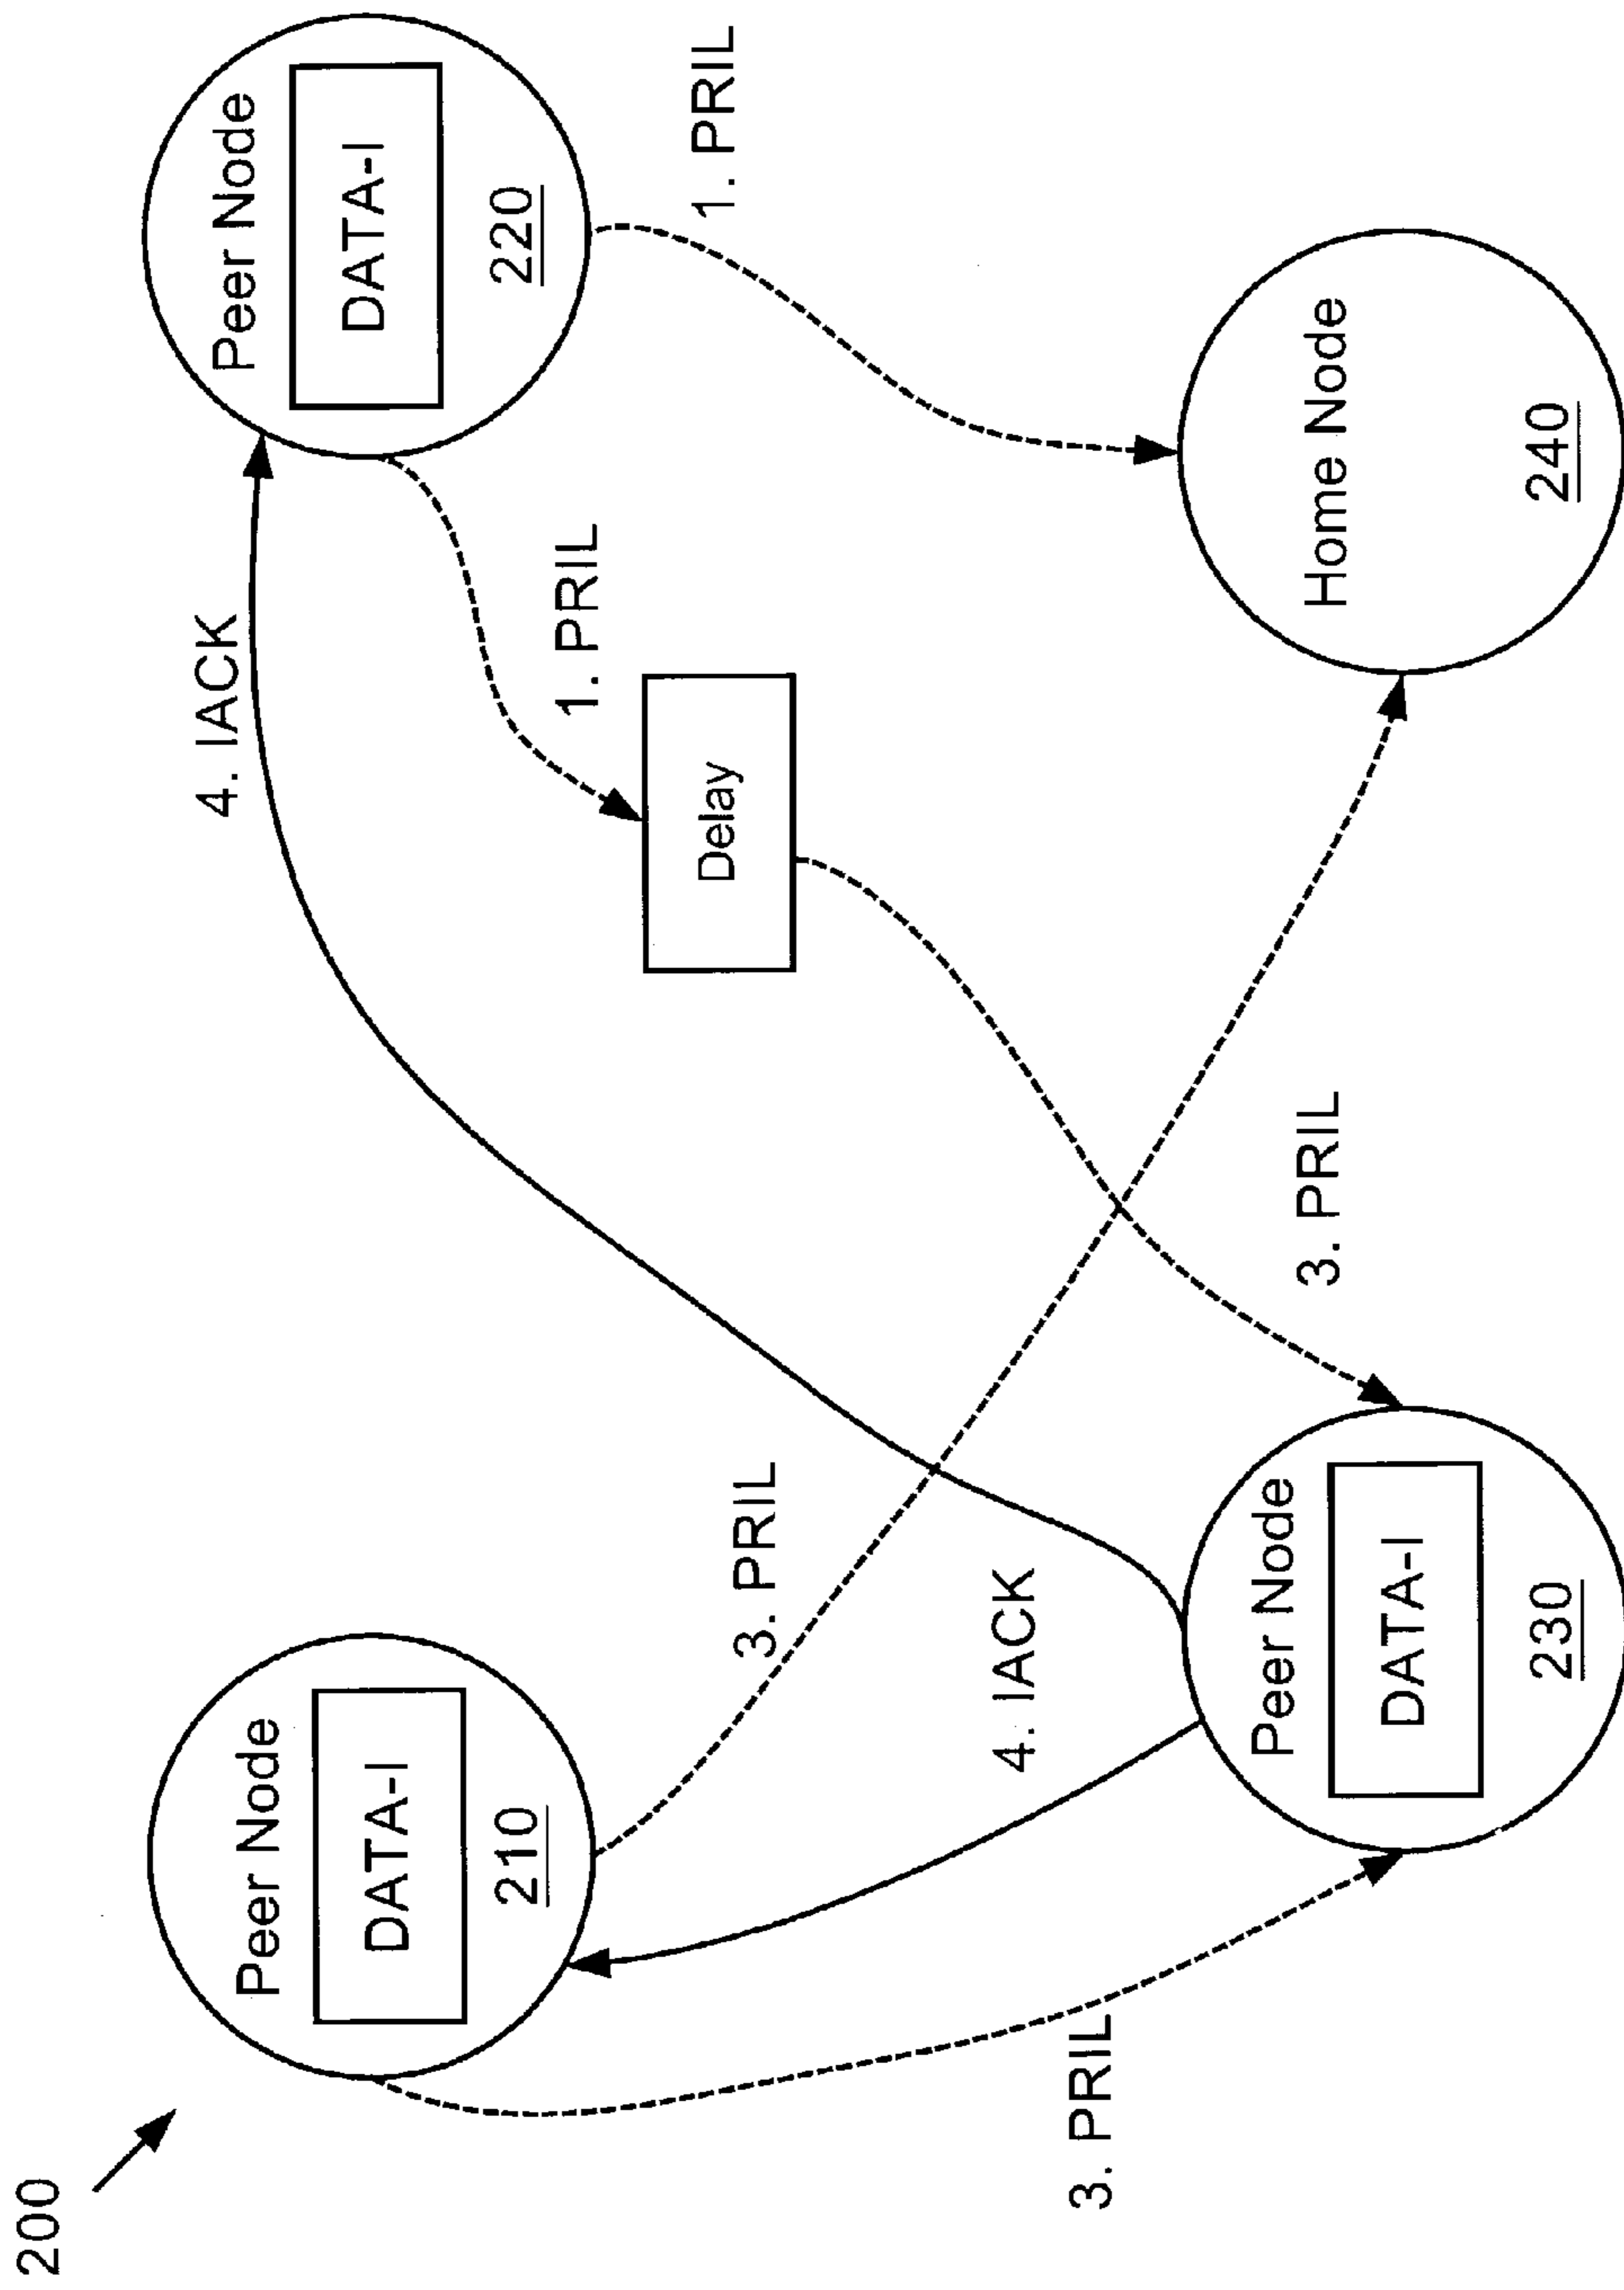 200
Peer Node
DATA-I
210
4. IACK
Peer Node
DATA-I
220
1. PRIL
Delay
1. PRIL
3. PRIL
4. IACK
3. PRIL
3. PRIL
Peer Node
DATA-I
230
Home Node
240